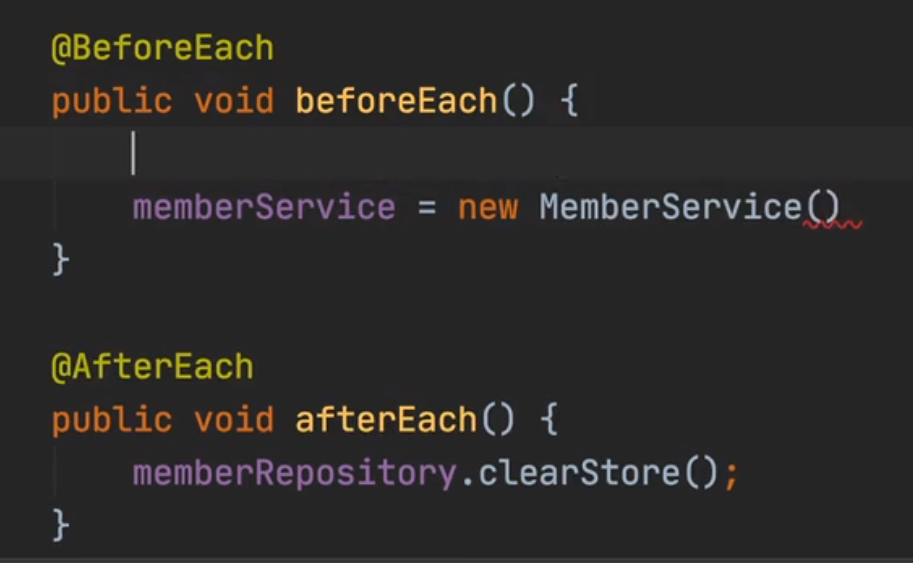 @BeforeEach
public void beforeEach() {
memberService = new MemberService()
}
@AfterEach
public void afterEach() {
memberRepository.clearStore();
}